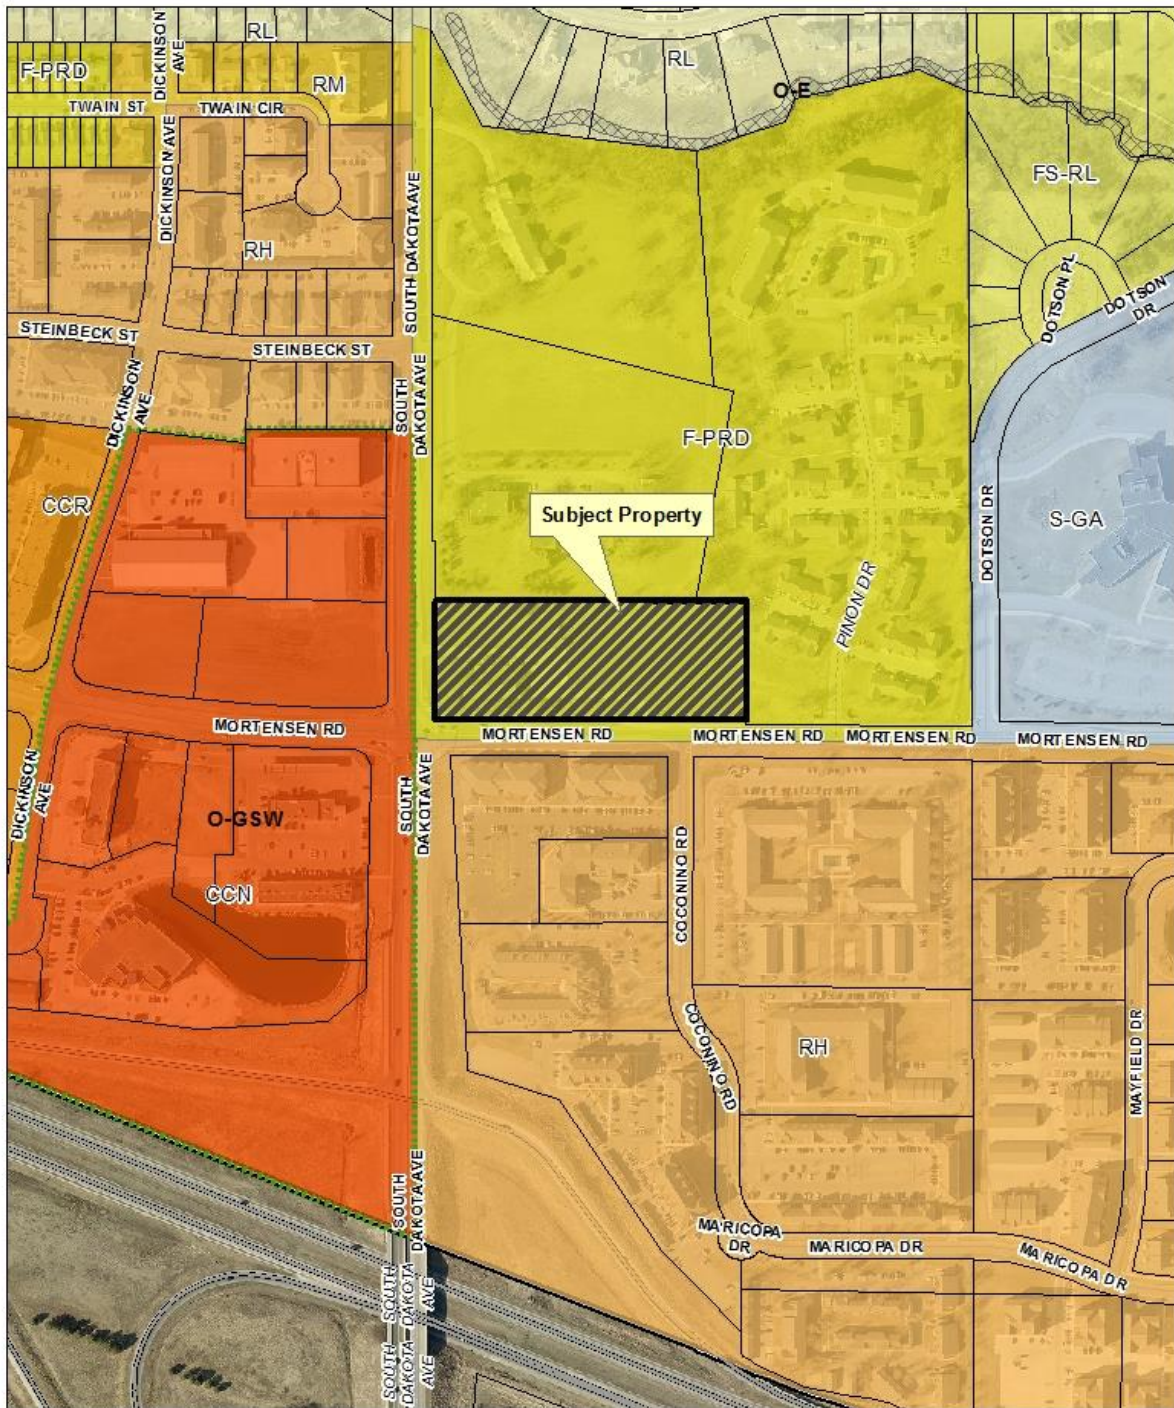 RL
DICKINSON
AVE
F-PRD
RM
TWAIN ST
TWAIN CIR
RL
O-E
DICKINSON AVE
FS-RL
RH
SOUTH DAKOTA AVE
DOTSON PL
DOTSON
DR
STEINBECK ST
STEINBECK ST
DICKINSON
AVE
SOUTH
DAKOTA AVE
F-PRD
CCR
Subject Property
DOTSON DR
S-GA
PINON DR
MORTENSEN RD
MORTENSEN RD
MORTENSEN RD
MORTENSEN RD
MORTENSEN RD
DICKINSON
AVE
SOUTH
DAKOTA AVE
O-GSW
CCN
COCONINO RD
COCONINO RD
RH
MAYFIELD DR
SOUTH
DAKOTA AVE
MARICOPA
DR
MARICOPA DR
MARICOPA DR
SOUTH
DAKOTA
SOUTH
DAKOTA
AVE
AVE